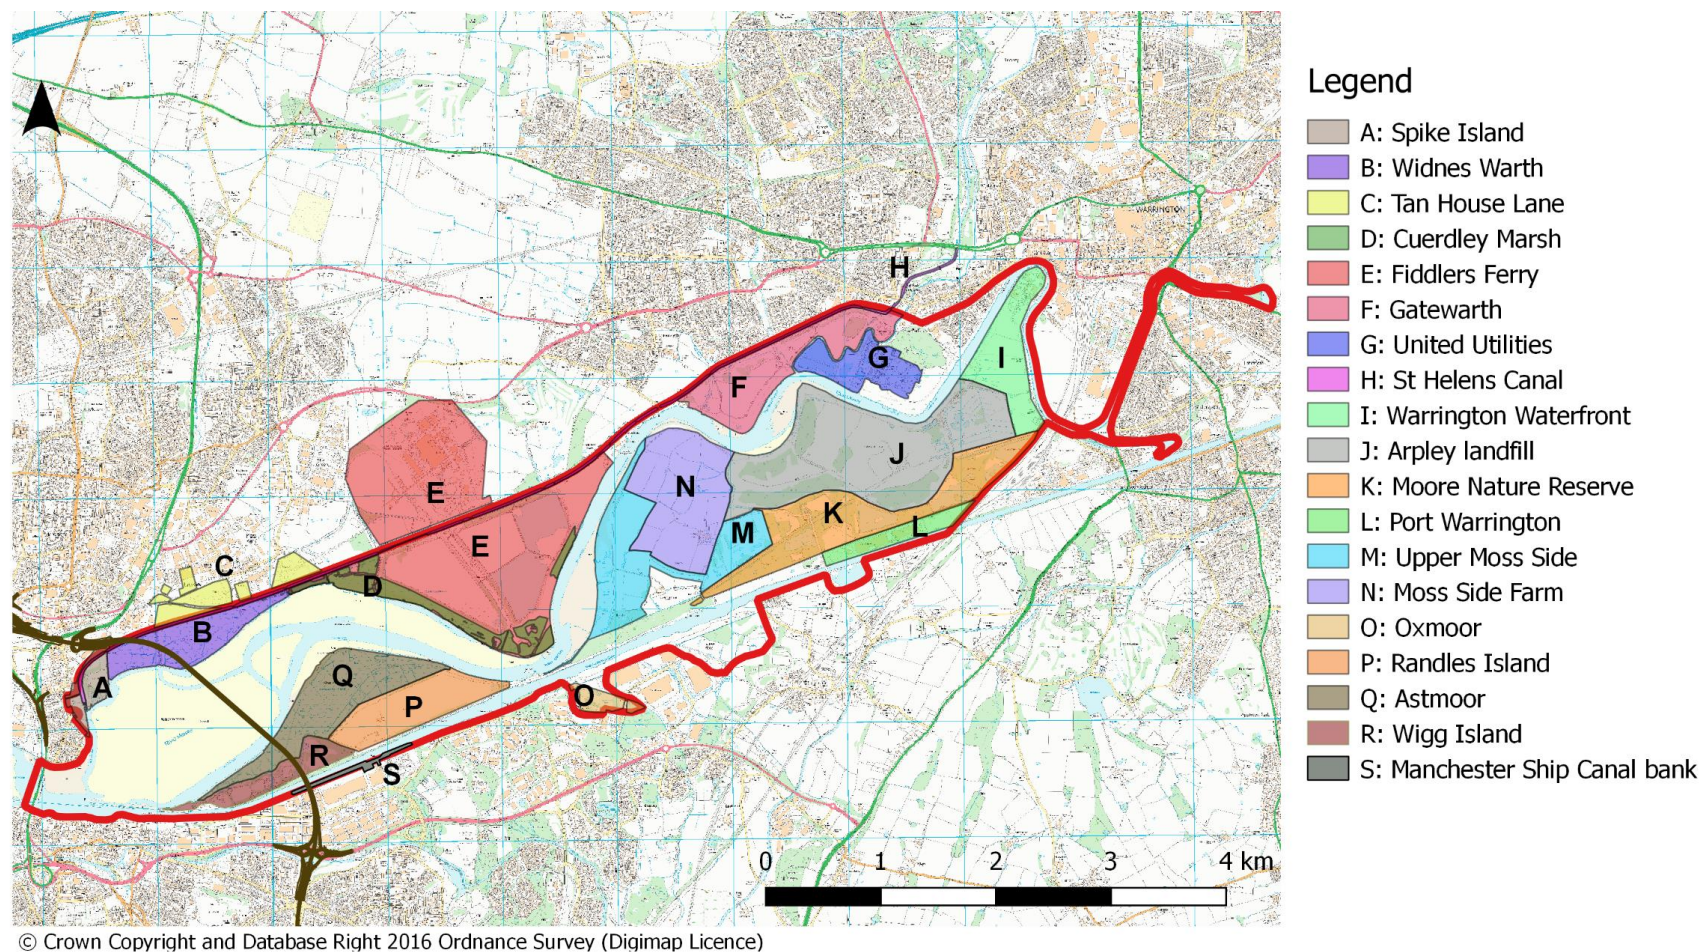 WARRINGTON
H
I
G
F
J
N
E
K
L
E
M
C
D
B
Q
A
O
P
R
S
0 1 2 3 4 km
Legend
A: Spike Island
B: Widnes Warth
C: Tan House Lane
D: Cuerdley Marsh
E: Fiddlers Ferry
F: Gatewarth
G: United Utilities
H: St Helens Canal
I: Warrington Waterfront
J: Arpley landfill
K: Moore Nature Reserve
L: Port Warrington
M: Upper Moss Side
N: Moss Side Farm
O: Oxmoor
P: Randles Island
Q: Astmoor
R: Wigg Island
S: Manchester Ship Canal bank
© Crown Copyright and Database Right 2016 Ordnance Survey (Digimap Licence)